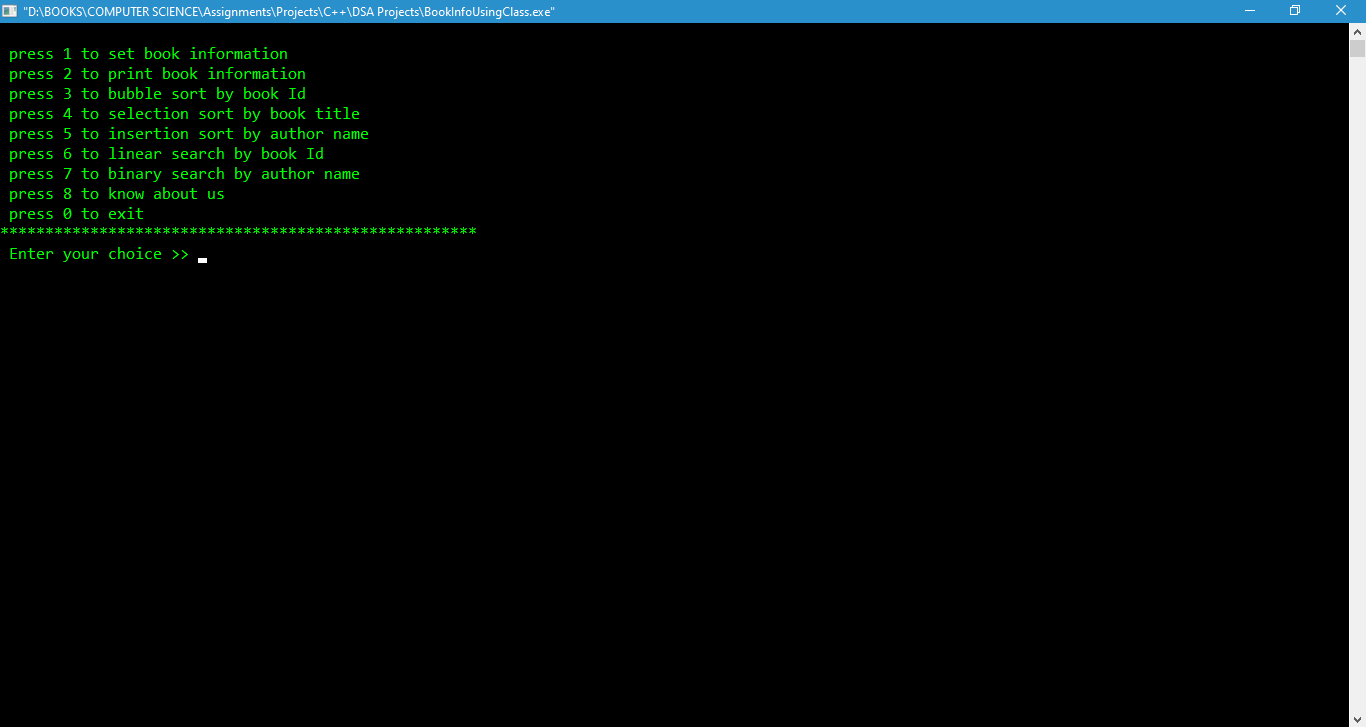 "D:\BOOKS\COMPUTER SCIENCE\Assignments\Projects\C++\DSA Projects\BookInfoUsingClass.exe"
press 1 to set book information
press 2 to print book information
press 3 to bubble sort by book Id
press 4 to selection sort by book title
press 5 to insertion sort by author name
press 6 to linear search by book Id
press 7 to binary search by author name
press 8 to know about us
press 0 to exit
*****************************************************
Enter your choice >>